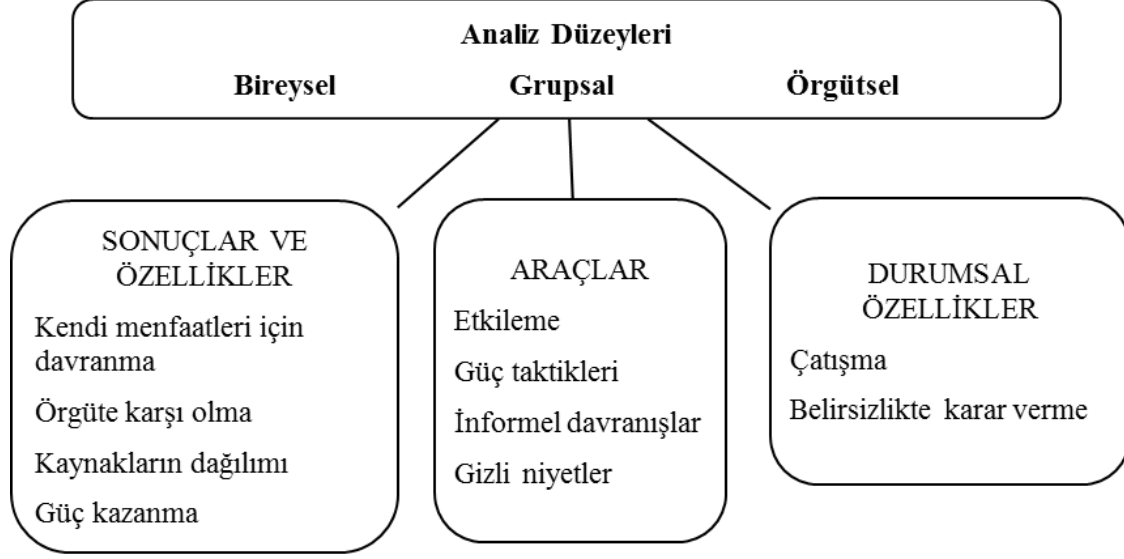 Analiz Düzeyleri
Bireysel Grupsal Örgütsel
SONUÇLAR VE
ÖZELLİKLER
Kendi menfaatleri için
davranma
Örgüte karşı olma
Kaynakların dağılımı
Güç kazanma
ARAÇLAR
Etkileme
Güç taktikleri
İnformel davranışlar
Gizli niyetler
DURUMSAL
ÖZELLİKLER
Çatışma
Belirsizlikte karar verme